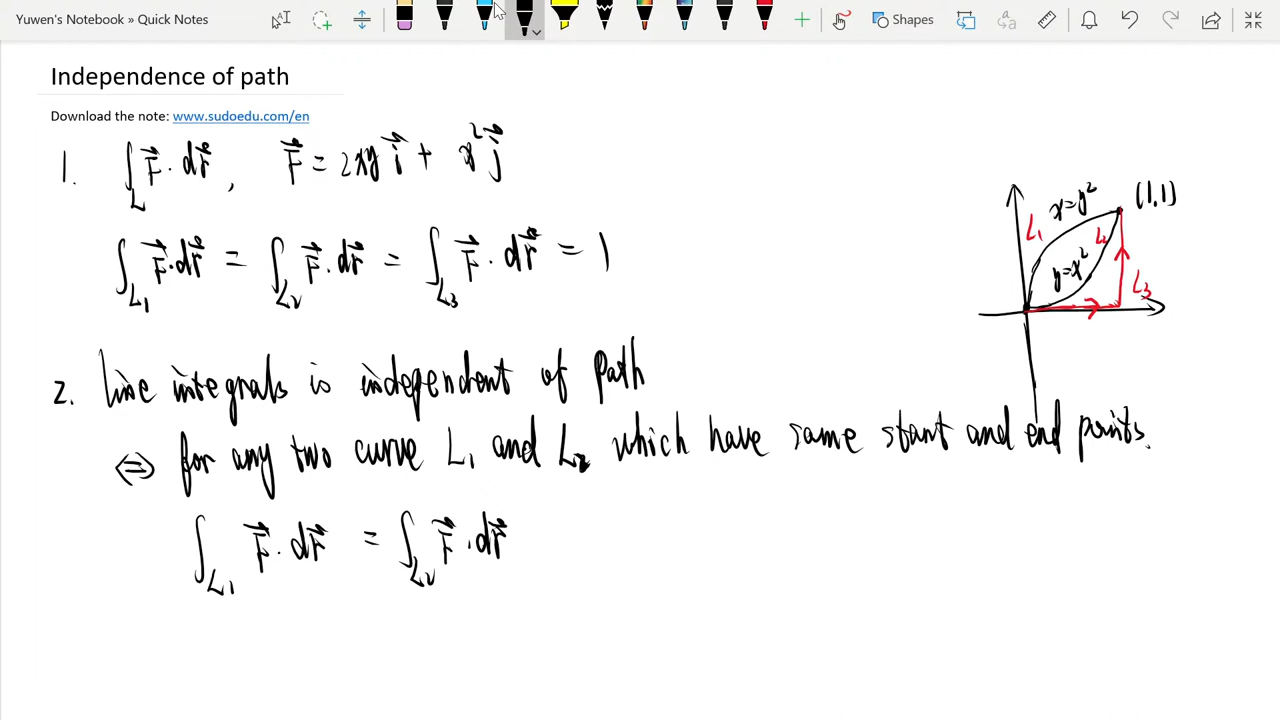 Yuwen's Notebook » Quick Notes
Shapes
Independence of path
Download the note: www.sudoedu.com/en
1. ∫_L F⃗ · dr⃗ , F⃗ = 2xy i⃗ + x² j⃗
∫_L₁ F⃗ · dr⃗ = ∫_L₂ F⃗ · dr⃗ = ∫_L₃ F⃗ · dr⃗ = 1
x=y² (1,1)
L₁ L₂
y=x²
L₃
2. line integrals is independent of path
⇔ for any two curve L₁ and L₂ which have same start and end points.
∫_L₁ F⃗ · dr⃗ = ∫_L₂ F⃗ · dr⃗